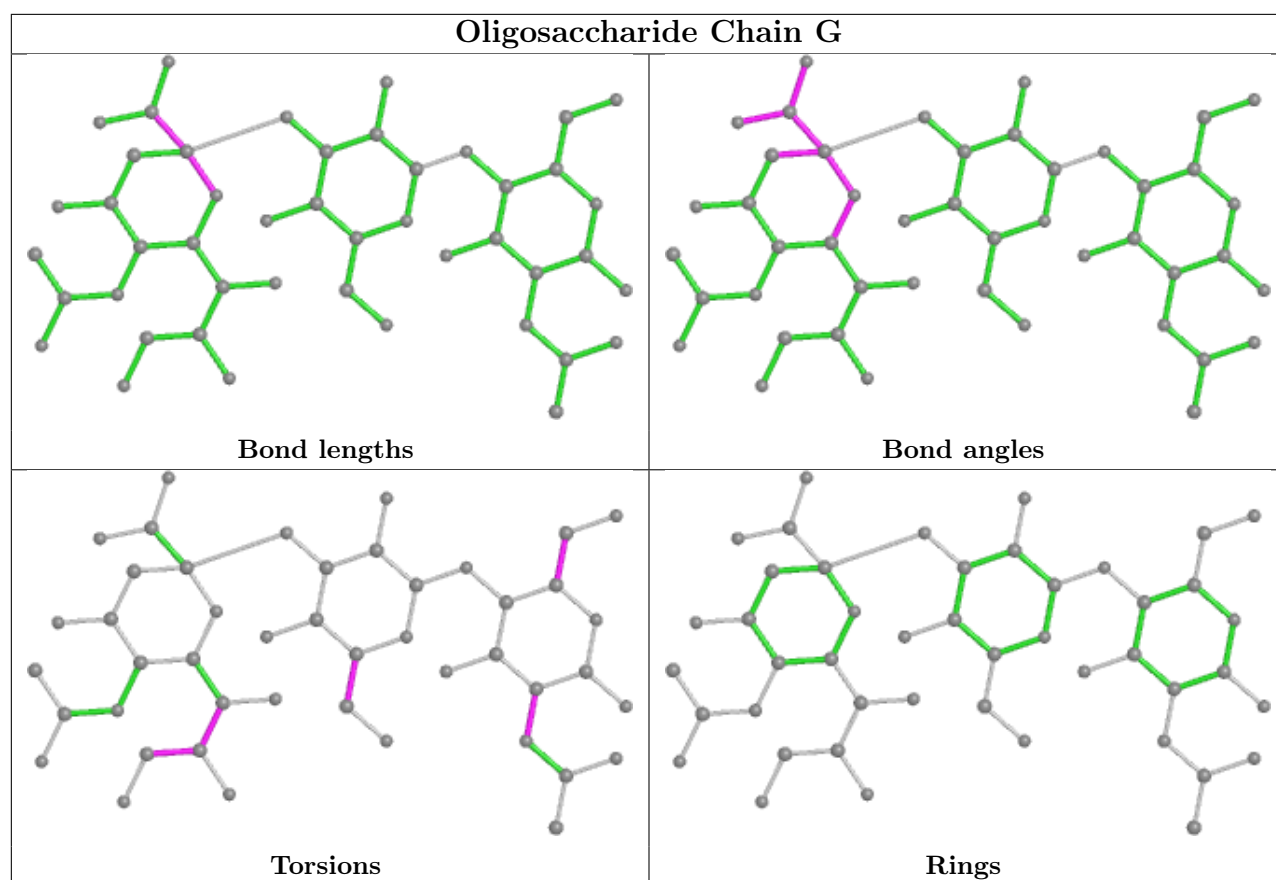 Oligosaccharide Chain G
Bond lengths
Bond angles
Torsions
Rings